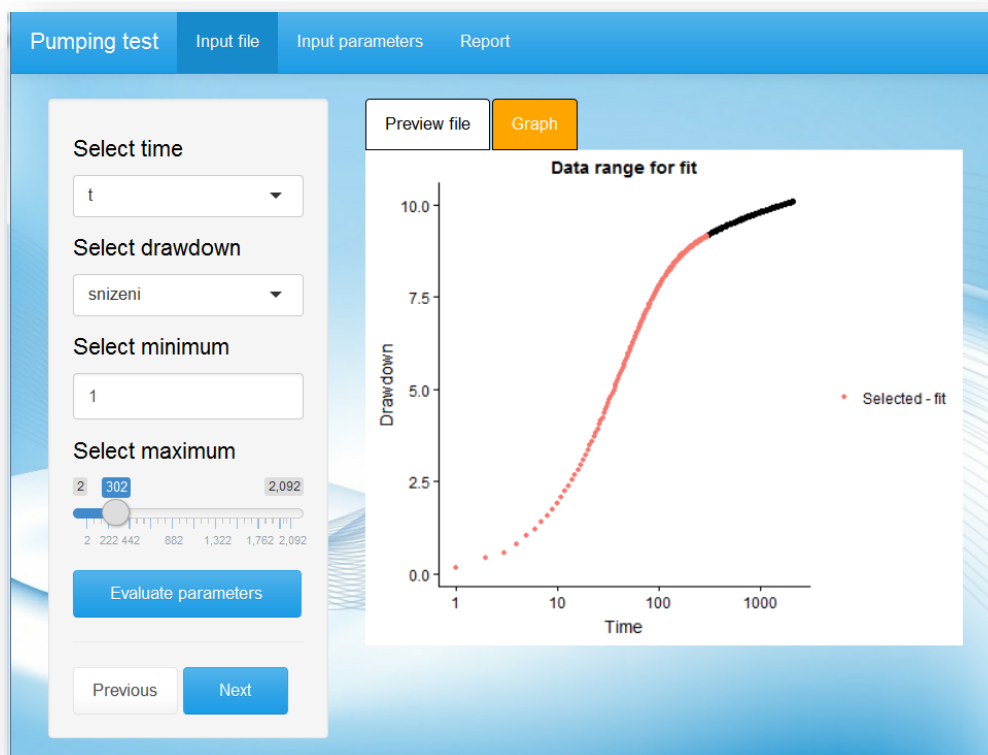 Pumping test Input file Input parameters Report
Select time
t
Select drawdown
snizeni
Select minimum
1
Select maximum
2 302 2,092
2 222 442 882 1,322 1,762 2,092
Evaluate parameters
Previous Next
Preview file Graph
Data range for fit
Drawdown
10.0
7.5
5.0
2.5
0.0
1 10 100 1000
Time
Selected - fit